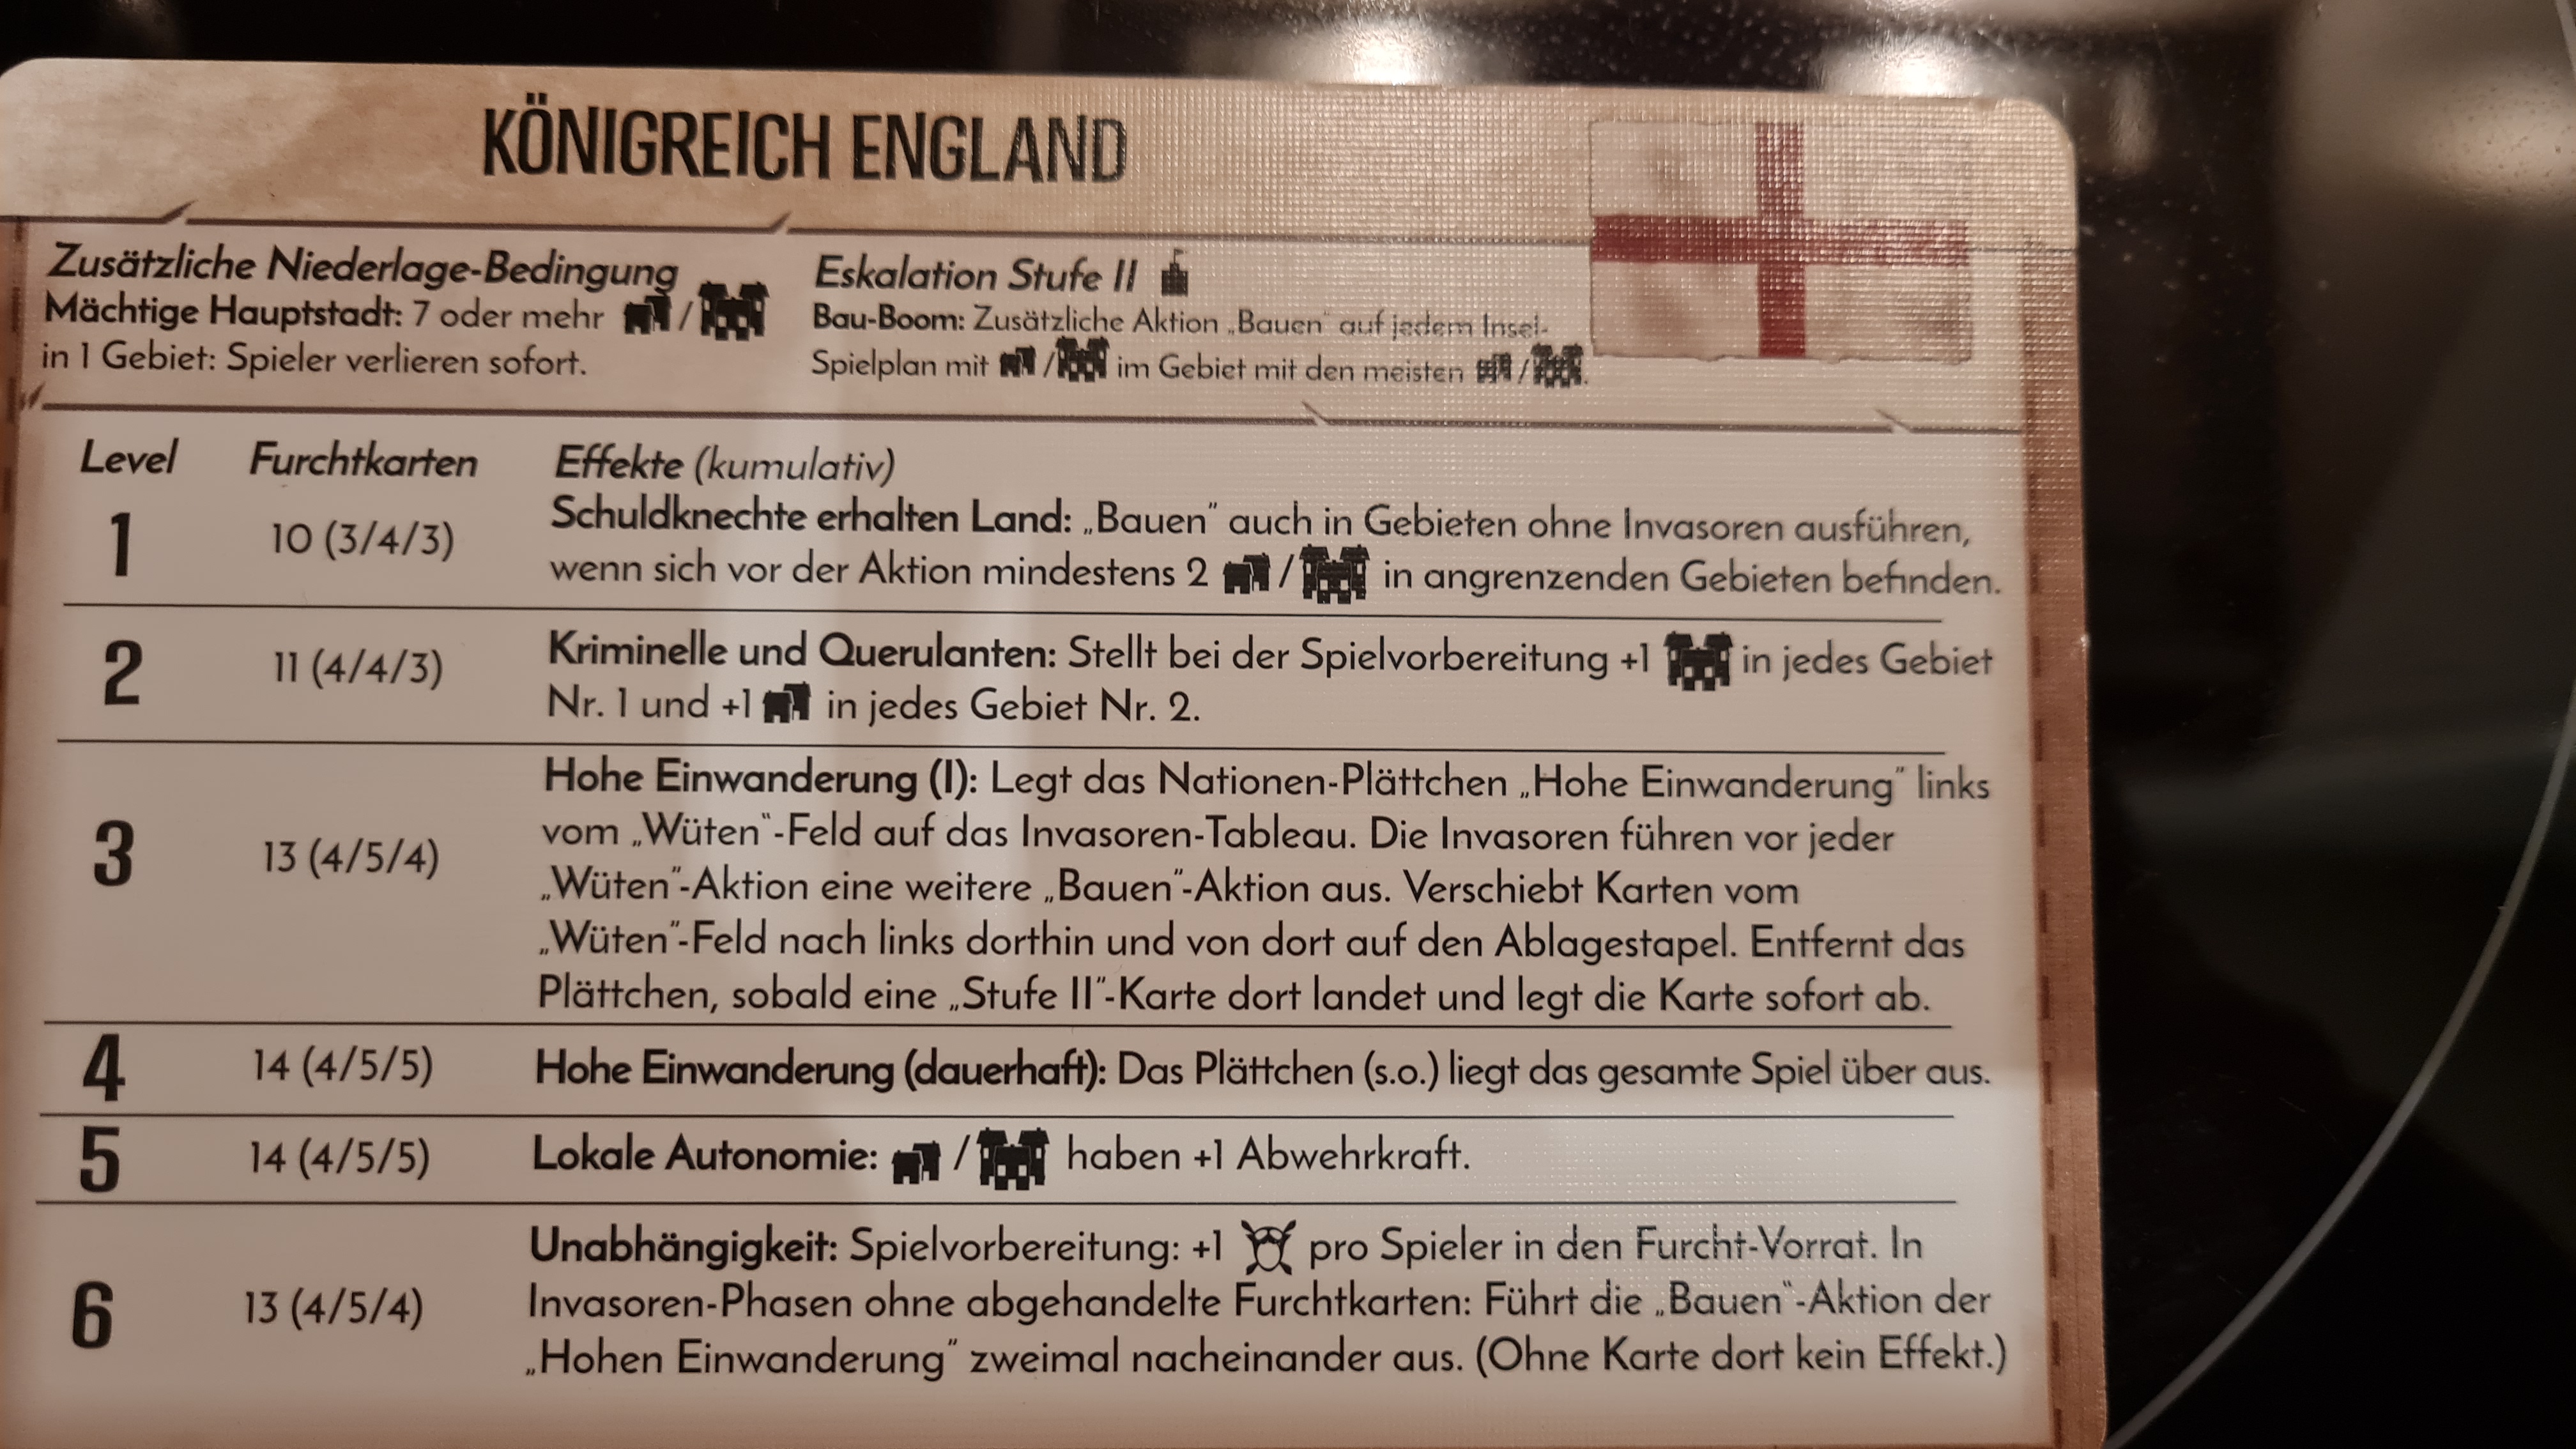 KÖNIGREICH ENGLAND
Zusätzliche Niederlage-Bedingung
Mächtige Hauptstadt: 7 oder mehr /
in 1 Gebiet: Spieler verlieren sofort.
Eskalation Stufe II
Bau-Boom: Zusätzliche Aktion „Bauen" auf jedem Insel-
Spielplan mit / im Gebiet mit den meisten /.
Level Furchtkarten Effekte (kumulativ)
1 10 (3/4/3) Schuldknechte erhalten Land: „Bauen" auch in Gebieten ohne Invasoren ausführen,
wenn sich vor der Aktion mindestens 2 / in angrenzenden Gebieten befinden.
2 11 (4/4/3) Kriminelle und Querulanten: Stellt bei der Spielvorbereitung +1 in jedes Gebiet
Nr. 1 und +1 in jedes Gebiet Nr. 2.
3 13 (4/5/4) Hohe Einwanderung (I): Legt das Nationen-Plättchen „Hohe Einwanderung" links
vom „Wüten"-Feld auf das Invasoren-Tableau. Die Invasoren führen vor jeder
„Wüten"-Aktion eine weitere „Bauen"-Aktion aus. Verschiebt Karten vom
„Wüten"-Feld nach links dorthin und von dort auf den Ablagestapel. Entfernt das
Plättchen, sobald eine „Stufe II"-Karte dort landet und legt die Karte sofort ab.
4 14 (4/5/5) Hohe Einwanderung (dauerhaft): Das Plättchen (s.o.) liegt das gesamte Spiel über aus.
5 14 (4/5/5) Lokale Autonomie: / haben +1 Abwehrkraft.
6 13 (4/5/4) Unabhängigkeit: Spielvorbereitung: +1 pro Spieler in den Furcht-Vorrat. In
Invasoren-Phasen ohne abgehandelte Furchtkarten: Führt die „Bauen"-Aktion der
„Hohen Einwanderung" zweimal nacheinander aus. (Ohne Karte dort kein Effekt.)